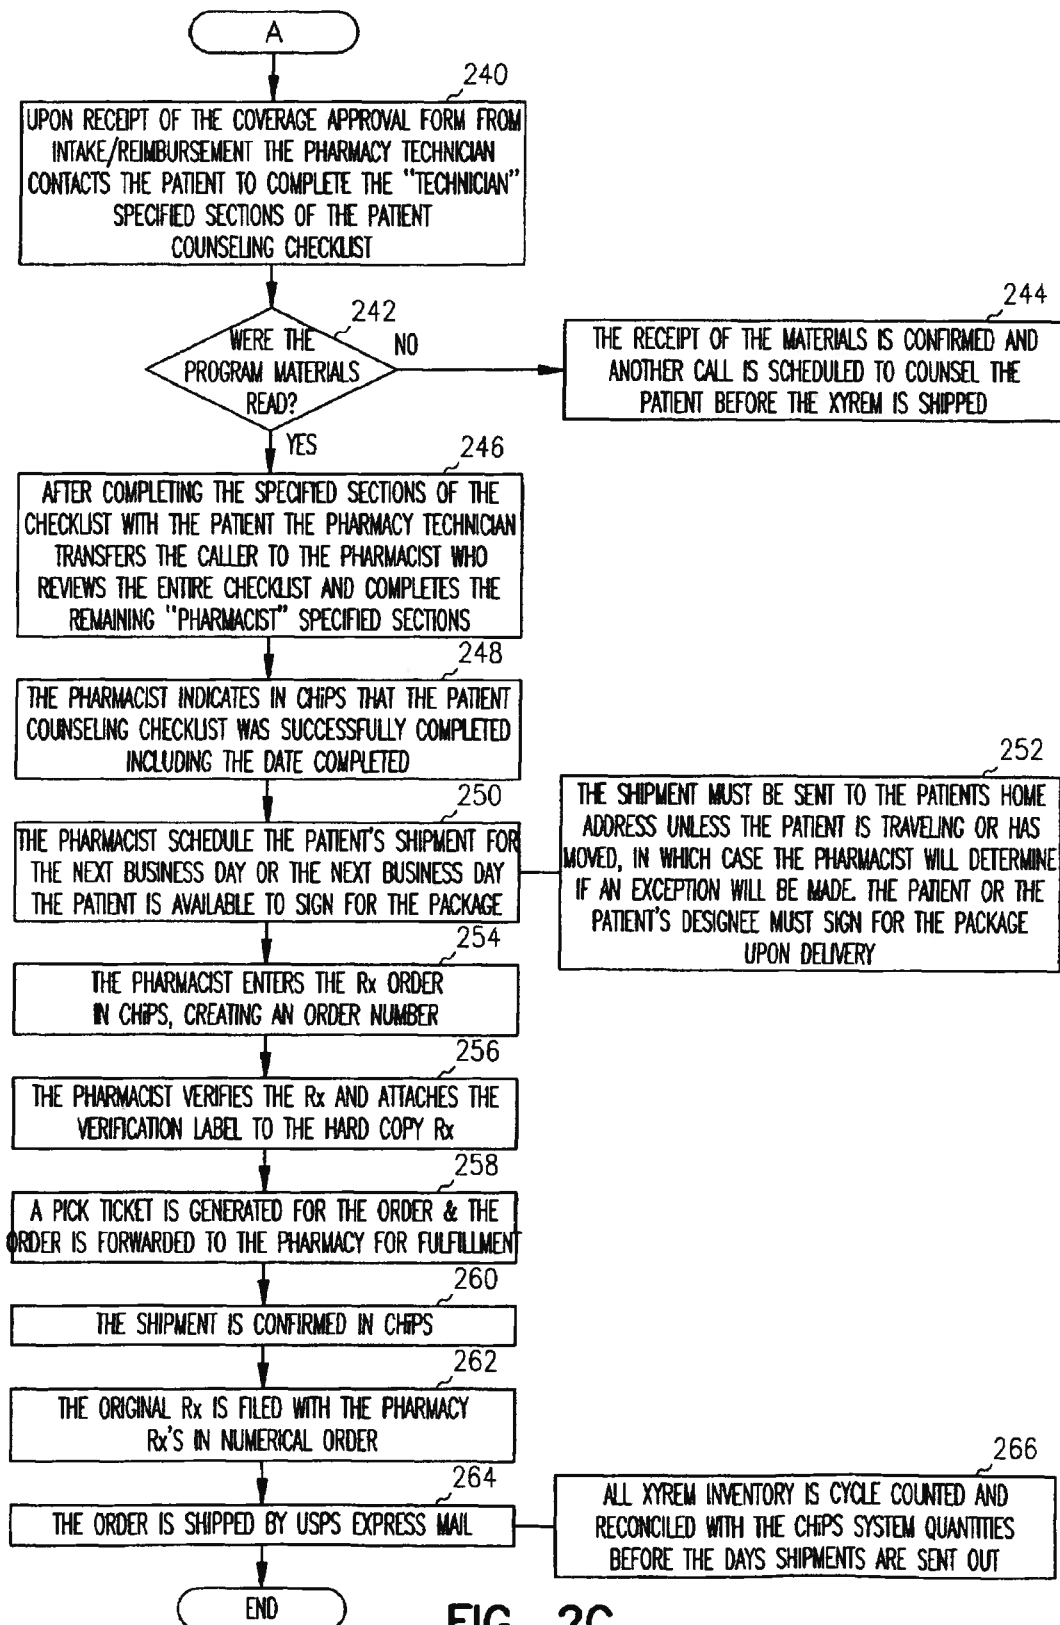 A
240
UPON RECEIPT OF THE COVERAGE APPROVAL FORM FROM
INTAKE/REIMBURSEMENT THE PHARMACY TECHNICIAN
CONTACTS THE PATIENT TO COMPLETE THE "TECHNICIAN"
SPECIFIED SECTIONS OF THE PATIENT
COUNSELING CHECKLIST
242
WERE THE
PROGRAM MATERIALS
READ?
NO
244
THE RECEIPT OF THE MATERIALS IS CONFIRMED AND
ANOTHER CALL IS SCHEDULED TO COUNSEL THE
PATIENT BEFORE THE XYREM IS SHIPPED
YES
246
AFTER COMPLETING THE SPECIFIED SECTIONS OF THE
CHECKLIST WITH THE PATIENT THE PHARMACY TECHNICIAN
TRANSFERS THE CALLER TO THE PHARMACIST WHO
REVIEWS THE ENTIRE CHECKLIST AND COMPLETES THE
REMAINING "PHARMACIST" SPECIFIED SECTIONS
248
THE PHARMACIST INDICATES IN CHiPS THAT THE PATIENT
COUNSELING CHECKLIST WAS SUCCESSFULLY COMPLETED
INCLUDING THE DATE COMPLETED
250
THE PHARMACIST SCHEDULE THE PATIENT'S SHIPMENT FOR
THE NEXT BUSINESS DAY OR THE NEXT BUSINESS DAY
THE PATIENT IS AVAILABLE TO SIGN FOR THE PACKAGE
252
THE SHIPMENT MUST BE SENT TO THE PATIENTS HOME
ADDRESS UNLESS THE PATIENT IS TRAVELING OR HAS
MOVED, IN WHICH CASE THE PHARMACIST WILL DETERMINE
IF AN EXCEPTION WILL BE MADE. THE PATIENT OR THE
PATIENT'S DESIGNEE MUST SIGN FOR THE PACKAGE
UPON DELIVERY
254
THE PHARMACIST ENTERS THE Rx ORDER
IN CHiPS, CREATING AN ORDER NUMBER
256
THE PHARMACIST VERIFIES THE Rx AND ATTACHES THE
VERIFICATION LABEL TO THE HARD COPY Rx
258
A PICK TICKET IS GENERATED FOR THE ORDER & THE
ORDER IS FORWARDED TO THE PHARMACY FOR FULFILLMENT
260
THE SHIPMENT IS CONFIRMED IN CHiPS
262
THE ORIGINAL Rx IS FILED WITH THE PHARMACY
Rx'S IN NUMERICAL ORDER
264
THE ORDER IS SHIPPED BY USPS EXPRESS MAIL
266
ALL XYREM INVENTORY IS CYCLE COUNTED AND
RECONCILED WITH THE CHiPS SYSTEM QUANTITIES
BEFORE THE DAYS SHIPMENTS ARE SENT OUT
END
FIG. 2C